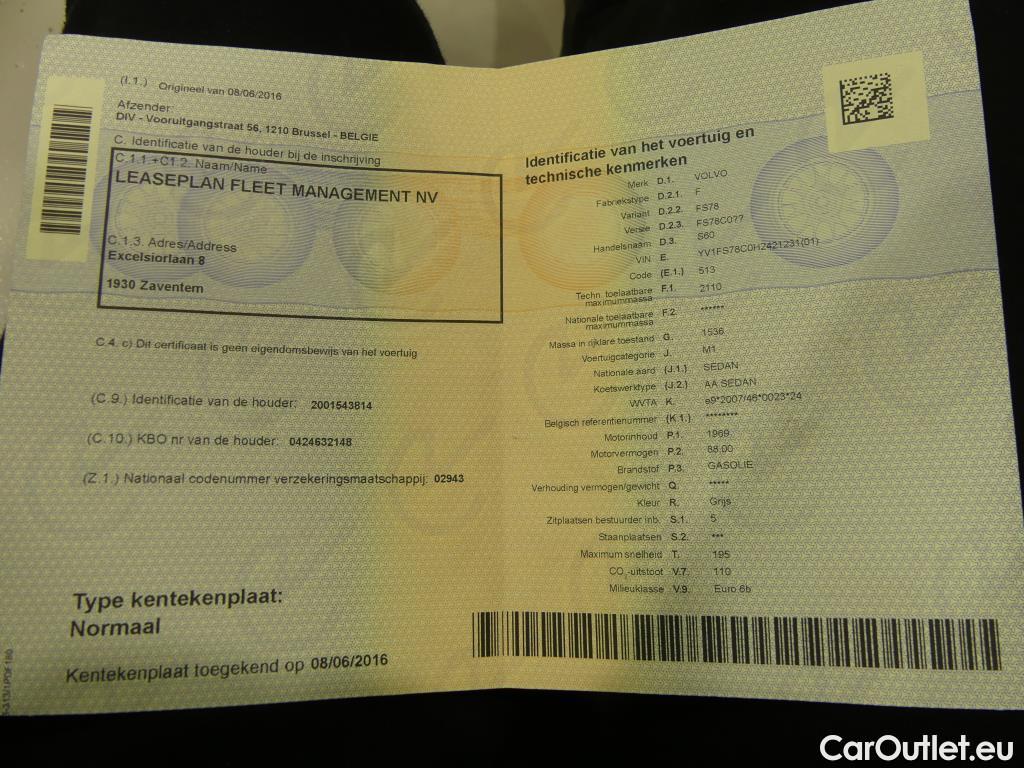 (I.1.) Origineel van 08/06/2016
Afzender:
DIV - Vooruitgangstraat 56, 1210 Brussel - BELGIE
C. Identificatie van de houder bij de inschrijving
C.1.1.+C1.2. Naam/Name
LEASEPLAN FLEET MANAGEMENT NV
C.1.3. Adres/Address
Excelsiorlaan 8
1930 Zaventem
C.4. c) Dit certificaat is geen eigendomsbewijs van het voertuig
(C.9.) Identificatie van de houder: 2001543814
(C.10.) KBO nr van de houder: 0424632148
(Z.1.) Nationaal codenummer verzekeringsmaatschappij: 02943
Type kentekenplaat:
Normaal
Kentekenplaat toegekend op 08/06/2016
Identificatie van het voertuig en
technische kenmerken
Merk D.1. VOLVO
Fabriekstype D.2.1. F
Variant D.2.2. FS78
Versie D.2.3. FS78C0??
Handelsnaam D.3. S60
VIN E. YV1FS78C0H2421231(01)
Code (E.1.) 513
Techn. toelaatbare F.1. 2110
maximummassa
Nationale toelaatbare F.2. ******
maximummassa
Massa in rijklare toestand G. 1536
Voertuigcategorie J. M1
Nationale aard (J.1.) SEDAN
Koetswerktype (J.2.) AA SEDAN
WVTA K. e9*2007/46*0023*24
Belgisch referentienummer (K.1.) ********
Motorinhoud P.1. 1969
Motorvermogen P.2. 88.00
Brandstof P.3. GASOLIE
Verhouding vermogen/gewicht Q. *****
Kleur R. Grijs
Zitplaatsen bestuurder inb. S.1. 5
Staanplaatsen S.2. ***
Maximum snelheid T. 195
CO2-uitstoot V.7. 110
Milieuklasse V.9. Euro 6b
CarOutlet.eu